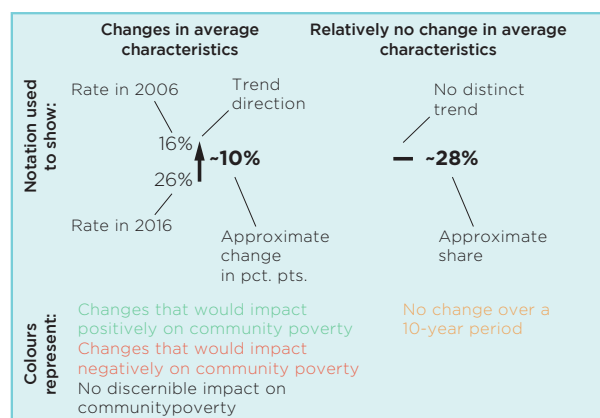 Changes in average
characteristics
Relatively no change in average
characteristics
Notation used
to show:
Rate in 2006
Trend
direction
16%
~10%
26%
Rate in 2016
Approximate
change
in pct. pts.
No distinct
trend
~28%
Approximate
share
Colours
represent:
Changes that would impact
positively on community poverty
Changes that would impact
negatively on community poverty
No discernible impact on
communitypoverty
No change over a
10-year period